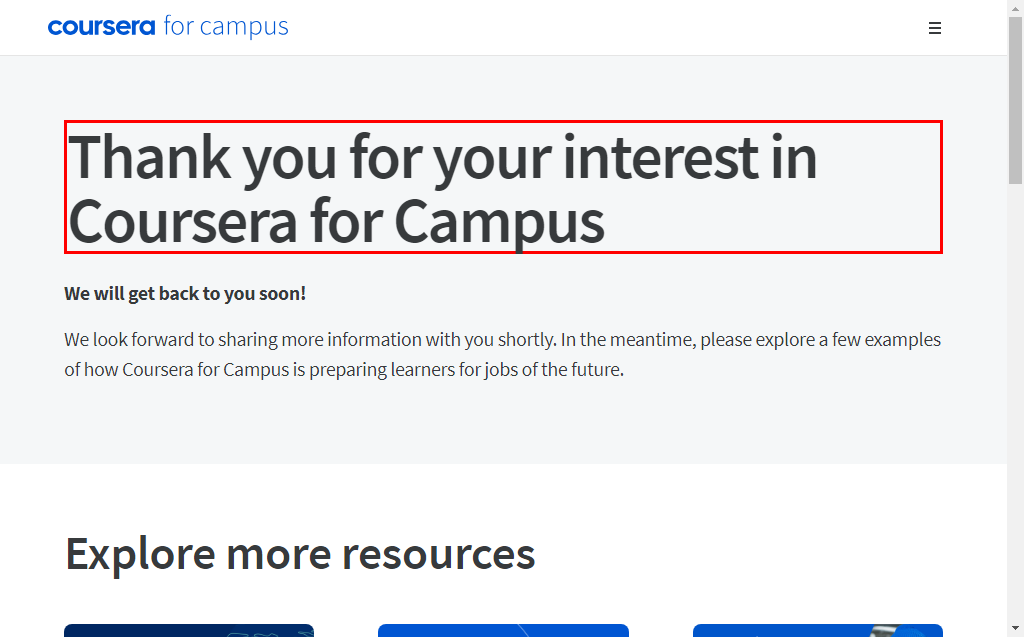 coursera for campus
Thank you for your interest in
Coursera for Campus
We will get back to you soon!
We look forward to sharing more information with you shortly. In the meantime, please explore a few examples
of how Coursera for Campus is preparing learners for jobs of the future.
Explore more resources